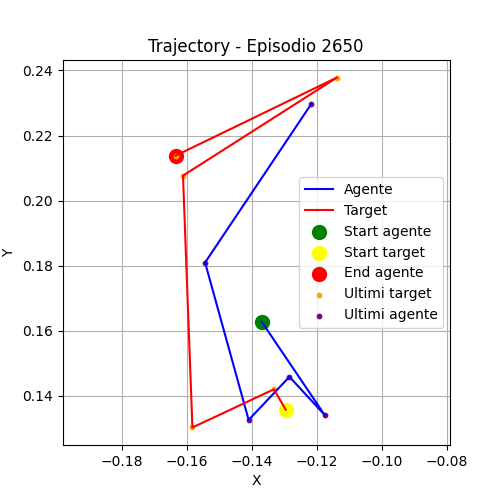 Trajectory - Episodio 2650
0.24
0.22
0.20
0.18
0.16
0.14
Y
Agente
Target
Start agente
Start target
End agente
Ultimi target
Ultimi agente
−0.18
−0.16
−0.14
−0.12
−0.10
−0.08
X